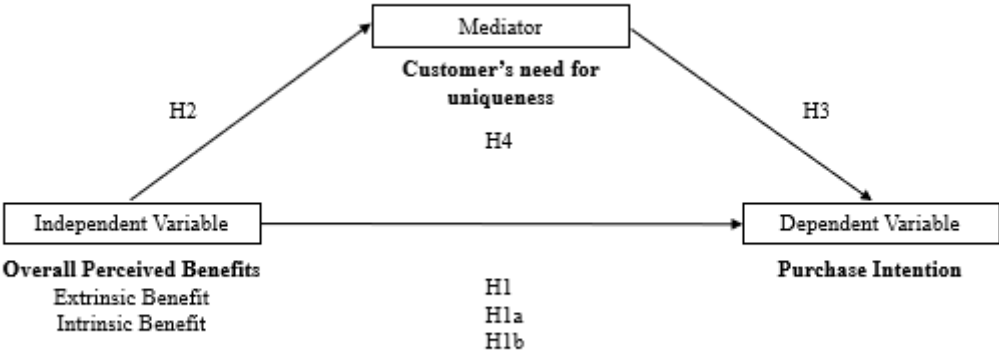 Mediator
Customer's need for
uniqueness
H2
H3
H4
Independent Variable
Dependent Variable
Overall Perceived Benefits
Extrinsic Benefit
Intrinsic Benefit
Purchase Intention
H1
H1a
H1b